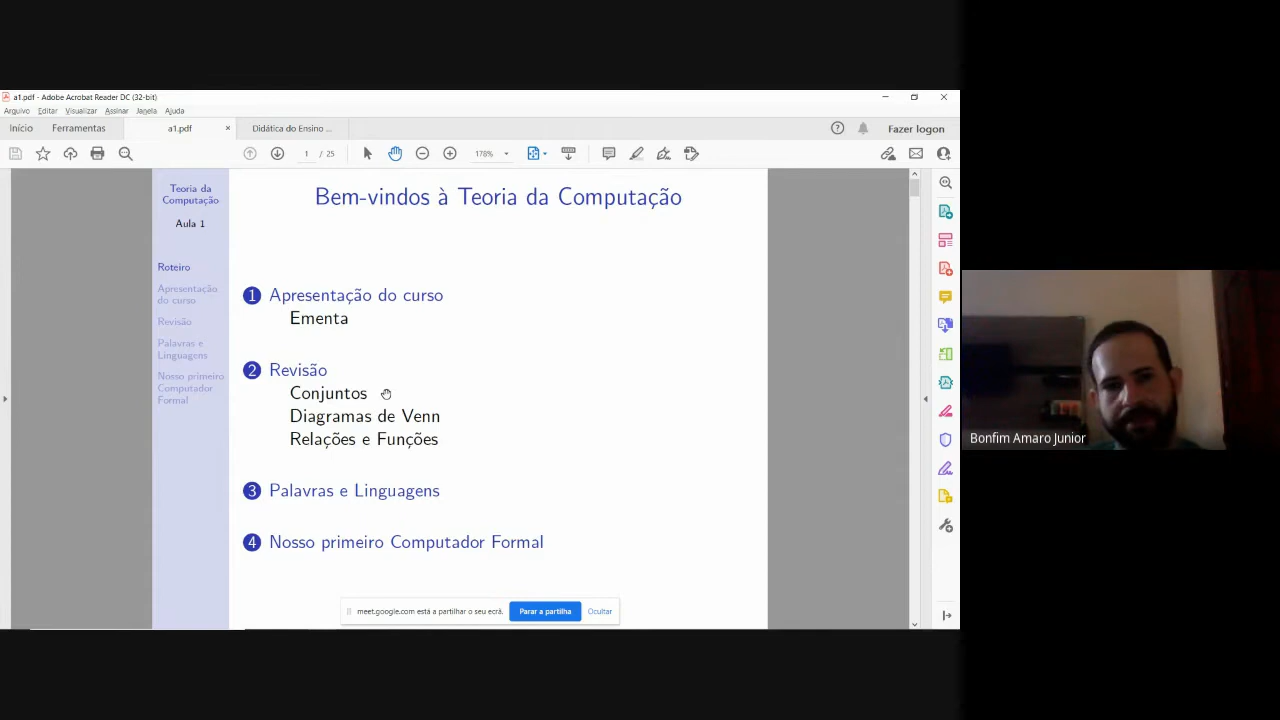 a1.pdf - Adobe Acrobat Reader DC (32-bit)
Arquivo Editar Visualizar Assinar Janela Ajuda
Início Ferramentas a1.pdf × Didática do Ensino ... Fazer logon
1 / 25 178%
Teoria da
Computação
Aula 1
Roteiro
Apresentação
do curso
Revisão
Palavras e
Linguagens
Nosso primeiro
Computador
Formal
Bem-vindos à Teoria da Computação
1 Apresentação do curso
Ementa
2 Revisão
Conjuntos
Diagramas de Venn
Relações e Funções
3 Palavras e Linguagens
4 Nosso primeiro Computador Formal
meet.google.com está a partilhar o seu ecrã. Parar a partilha Ocultar
Bonfim Amaro Junior